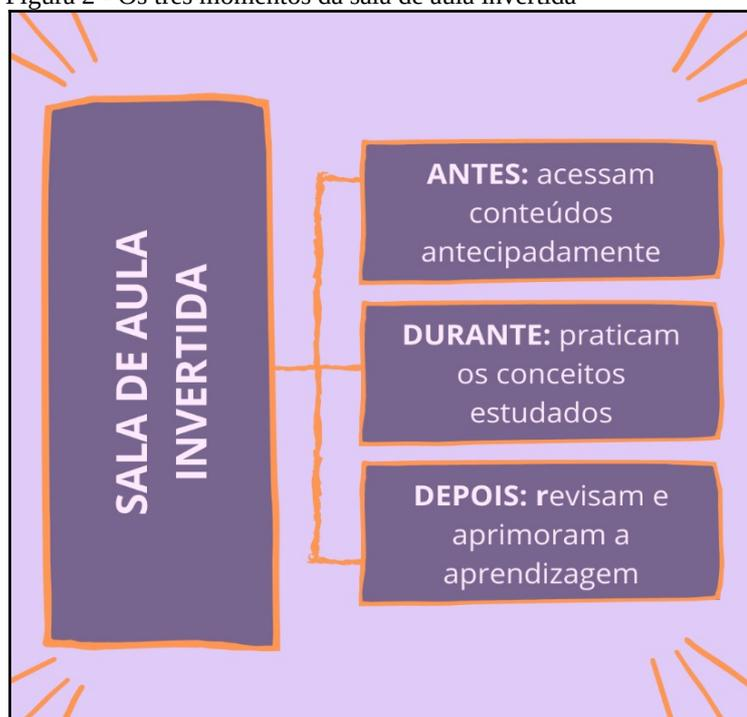 Figura 2 - Os três momentos da sala de aula invertida
SALA DE AULA
INVERTIDA
ANTES: acessam
conteúdos
antecipadamente
DURANTE: praticam
os conceitos
estudados
DEPOIS: revisam e
aprimoram a
aprendizagem